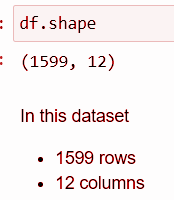 df.shape
(1599, 12)
In this dataset
1599 rows
12 columns